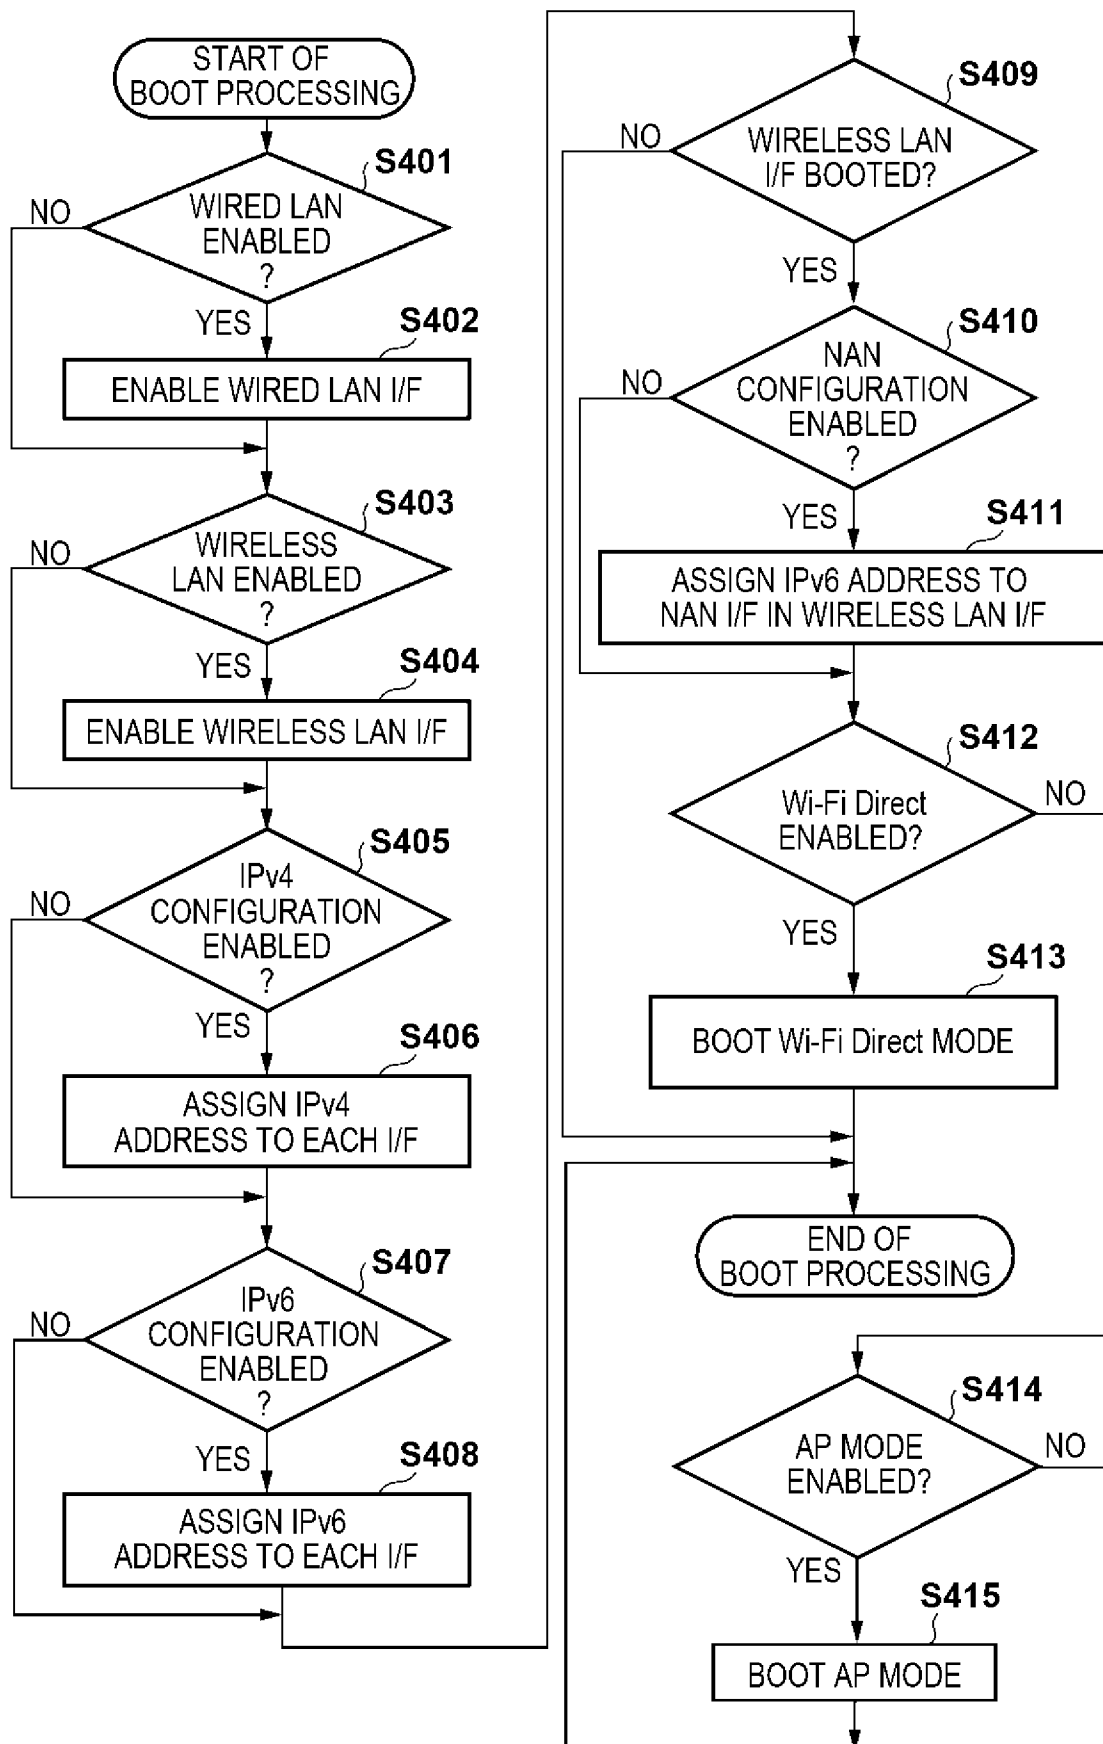 START OF
BOOT PROCESSING
S401
WIRED LAN
ENABLED
?
NO
YES
S402
ENABLE WIRED LAN I/F
S403
WIRELESS
LAN ENABLED
?
NO
YES
S404
ENABLE WIRELESS LAN I/F
S405
IPv4
CONFIGURATION
ENABLED
?
NO
YES
S406
ASSIGN IPv4
ADDRESS TO EACH I/F
S407
IPv6
CONFIGURATION
ENABLED
?
NO
YES
S408
ASSIGN IPv6
ADDRESS TO EACH I/F
S409
WIRELESS LAN
I/F BOOTED?
NO
YES
S410
NAN
CONFIGURATION
ENABLED
?
NO
YES
S411
ASSIGN IPv6 ADDRESS TO
NAN I/F IN WIRELESS LAN I/F
S412
Wi-Fi Direct
ENABLED?
NO
YES
S413
BOOT Wi-Fi Direct MODE
END OF
BOOT PROCESSING
S414
AP MODE
ENABLED?
NO
YES
S415
BOOT AP MODE